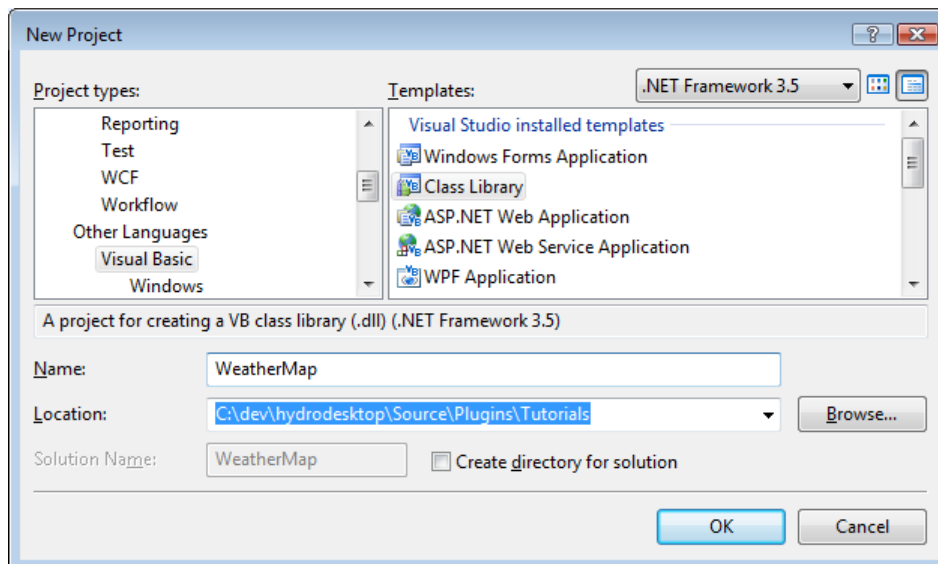 New Project
Project types:
Templates:
.NET Framework 3.5
Reporting
Test
WCF
Workflow
Other Languages
Visual Basic
Windows
Visual Studio installed templates
Windows Forms Application
Class Library
ASP.NET Web Application
ASP.NET Web Service Application
WPF Application
A project for creating a VB class library (.dll) (.NET Framework 3.5)
Name:
WeatherMap
Location:
C:\dev\hydrodesktop\Source\Plugins\Tutorials
Browse...
Solution Name:
WeatherMap
Create directory for solution
OK
Cancel